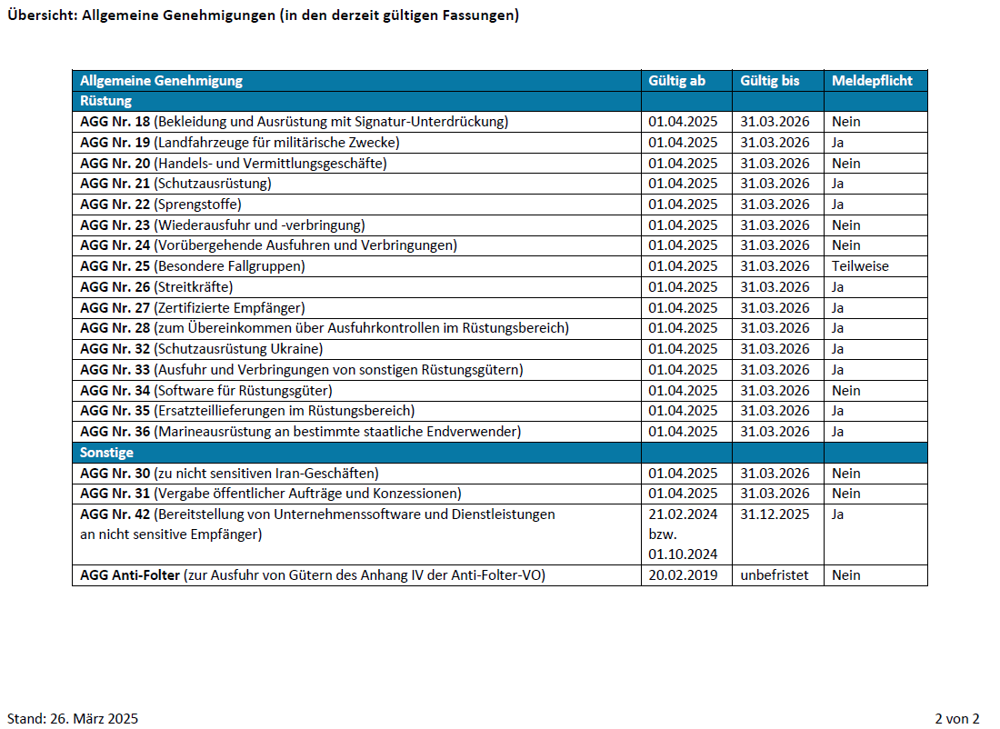 Übersicht: Allgemeine Genehmigungen (in den derzeit gültigen Fassungen)
Allgemeine Genehmigung Gültig ab Gültig bis Meldepflicht
Rüstung
AGG Nr. 18 (Bekleidung und Ausrüstung mit Signatur-Unterdrückung) 01.04.2025 31.03.2026 Nein
AGG Nr. 19 (Landfahrzeuge für militärische Zwecke) 01.04.2025 31.03.2026 Ja
AGG Nr. 20 (Handels- und Vermittlungsgeschäfte) 01.04.2025 31.03.2026 Nein
AGG Nr. 21 (Schutzausrüstung) 01.04.2025 31.03.2026 Ja
AGG Nr. 22 (Sprengstoffe) 01.04.2025 31.03.2026 Ja
AGG Nr. 23 (Wiederausfuhr und -verbringung) 01.04.2025 31.03.2026 Nein
AGG Nr. 24 (Vorübergehende Ausfuhren und Verbringungen) 01.04.2025 31.03.2026 Nein
AGG Nr. 25 (Besondere Fallgruppen) 01.04.2025 31.03.2026 Teilweise
AGG Nr. 26 (Streitkräfte) 01.04.2025 31.03.2026 Ja
AGG Nr. 27 (Zertifizierte Empfänger) 01.04.2025 31.03.2026 Ja
AGG Nr. 28 (zum Übereinkommen über Ausfuhrkontrollen im Rüstungsbereich) 01.04.2025 31.03.2026 Ja
AGG Nr. 32 (Schutzausrüstung Ukraine) 01.04.2025 31.03.2026 Ja
AGG Nr. 33 (Ausfuhr und Verbringungen von sonstigen Rüstungsgütern) 01.04.2025 31.03.2026 Ja
AGG Nr. 34 (Software für Rüstungsgüter) 01.04.2025 31.03.2026 Nein
AGG Nr. 35 (Ersatzteillieferungen im Rüstungsbereich) 01.04.2025 31.03.2026 Ja
AGG Nr. 36 (Marineausrüstung an bestimmte staatliche Endverwender) 01.04.2025 31.03.2026 Ja
Sonstige
AGG Nr. 30 (zu nicht sensitiven Iran-Geschäften) 01.04.2025 31.03.2026 Nein
AGG Nr. 31 (Vergabe öffentlicher Aufträge und Konzessionen) 01.04.2025 31.03.2026 Nein
AGG Nr. 42 (Bereitstellung von Unternehmenssoftware und Dienstleistungen 21.02.2024 31.12.2025 Ja
an nicht sensitive Empfänger) bzw.
01.10.2024
AGG Anti-Folter (zur Ausfuhr von Gütern des Anhang IV der Anti-Folter-VO) 20.02.2019 unbefristet Nein
Stand: 26. März 2025 2 von 2